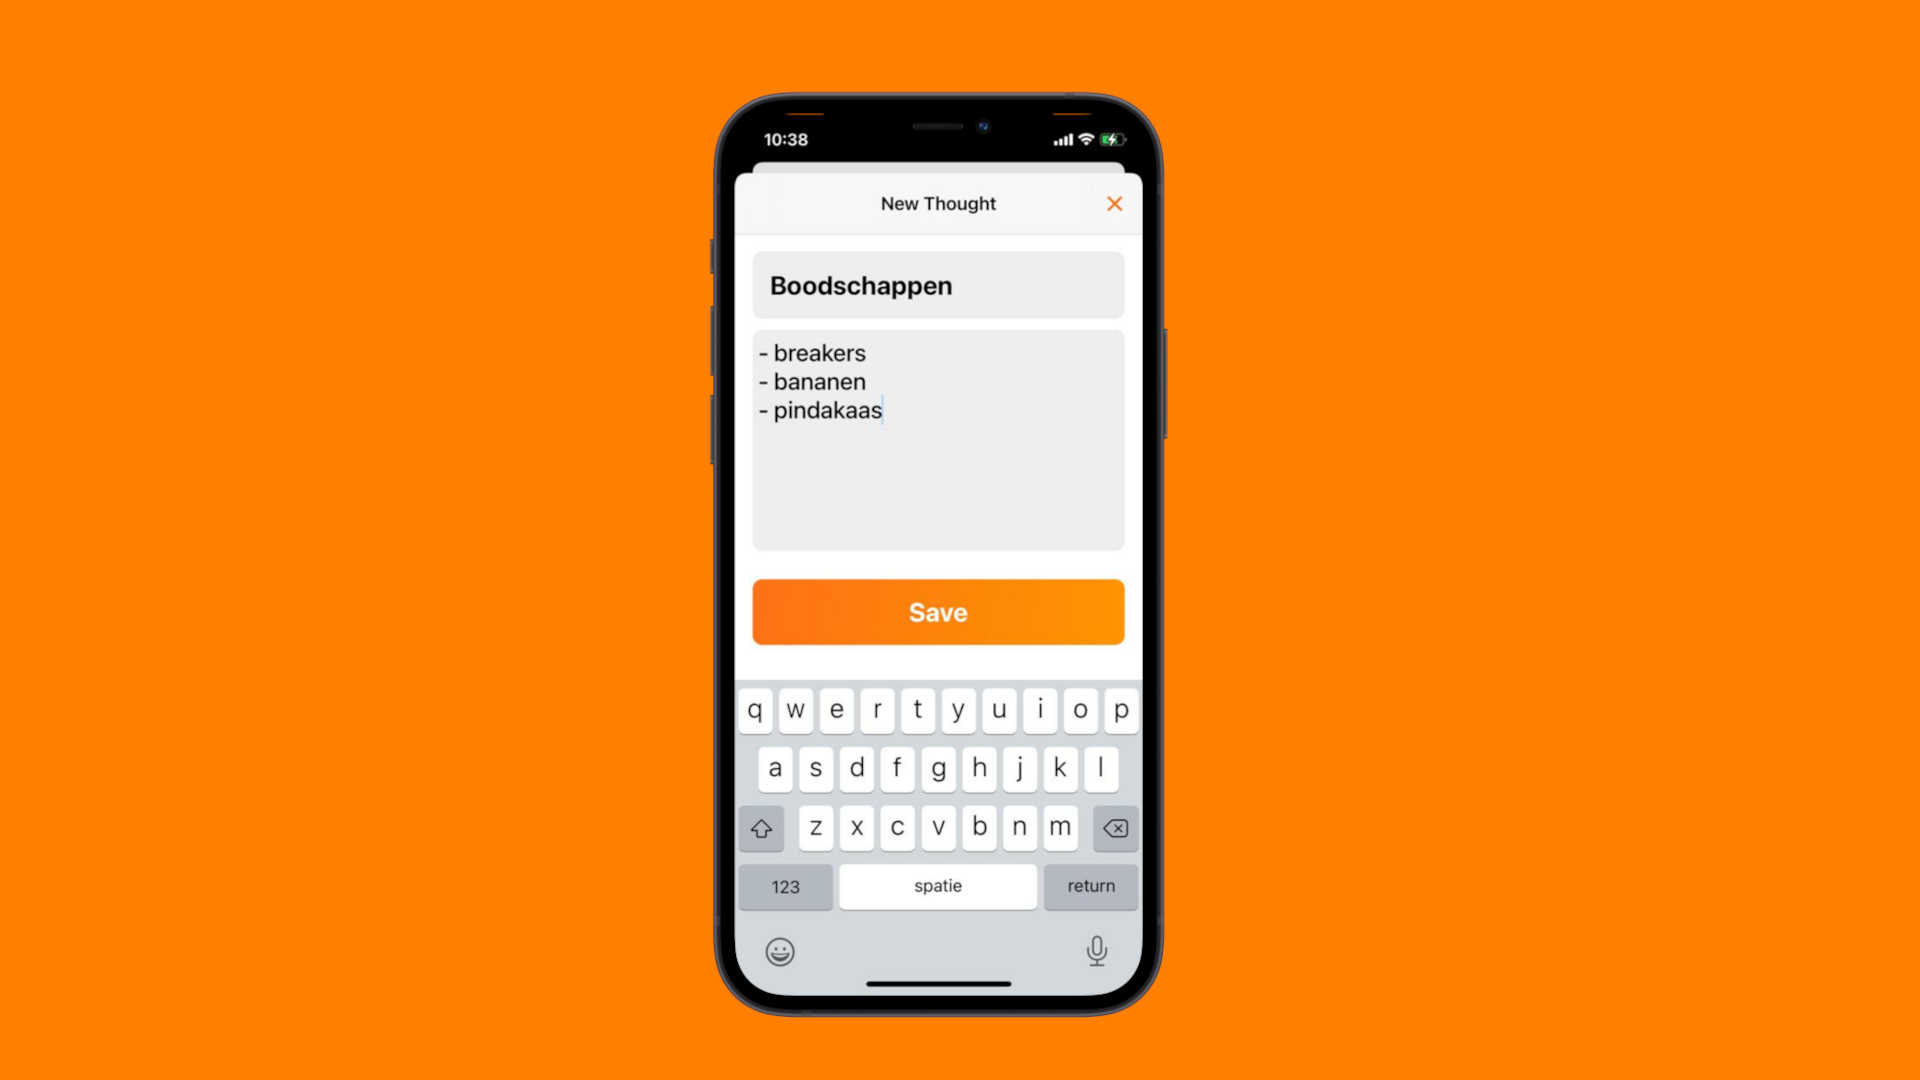 10:38
New Thought
Boodschappen
- breakers
- bananen
- pindakaas
Save
q w e r t y u i o p
a s d f g h j k l
z x c v b n m
123 spatie return